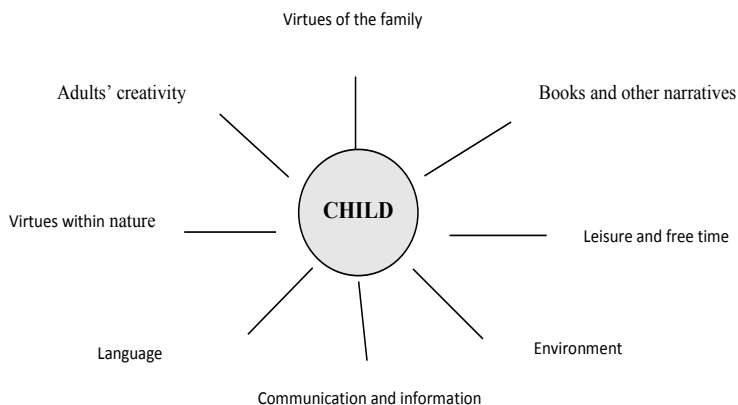 Virtues of the family
Adults’ creativity
Books and other narratives
CHILD
Virtues within nature
Leisure and free time
Language
Environment
Communication and information